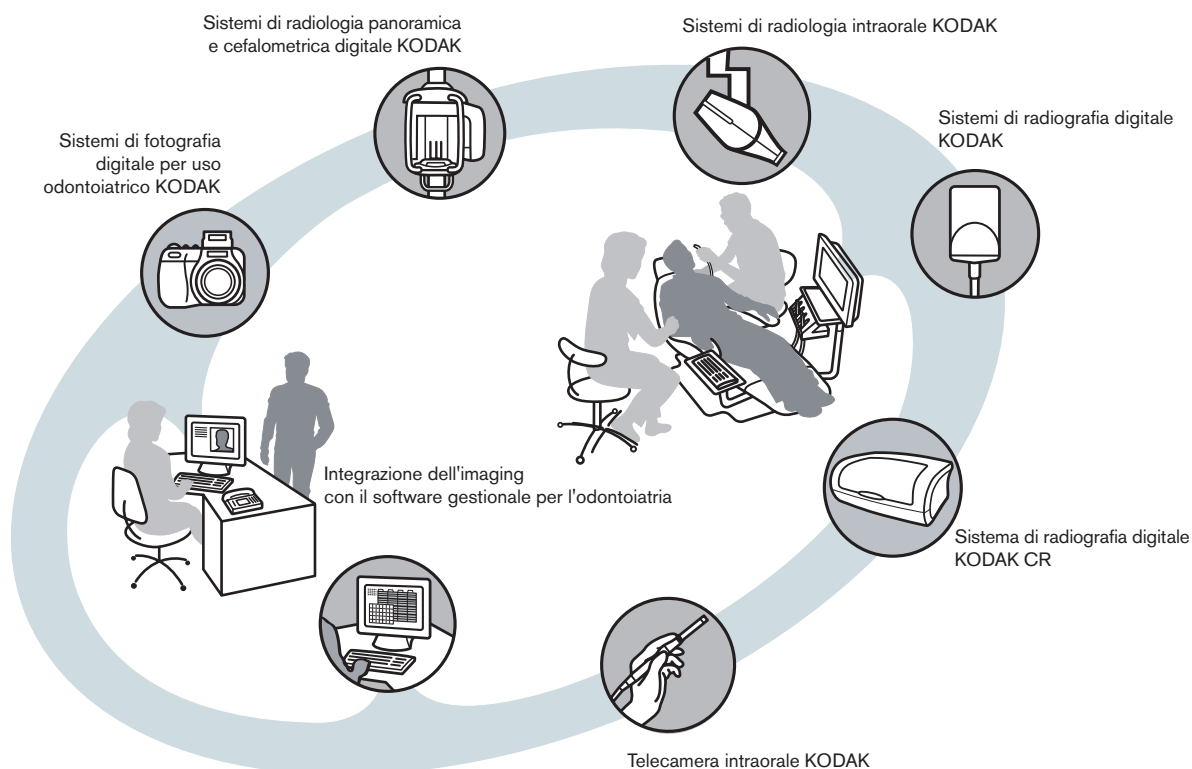 Sistemi di radiologia panoramica
e cefalometrica digitale KODAK
Sistemi di radiologia intraorale KODAK
Sistemi di radiografia digitale
KODAK
Sistemi di fotografia
digitale per uso
odontoiatrico KODAK
Integrazione dell'imaging
con il software gestionale per l'odontoiatria
Sistema di radiografia digitale
KODAK CR
Telecamera intraorale KODAK